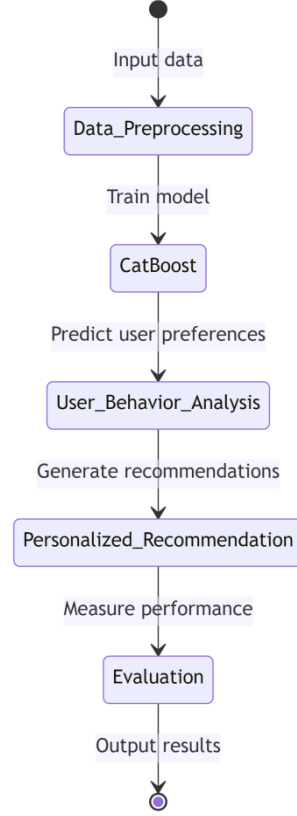 Input data
Data_Preprocessing
Train model
CatBoost
Predict user preferences
User_Behavior_Analysis
Generate recommendations
Personalized_Recommendation
Measure performance
Evaluation
Output results